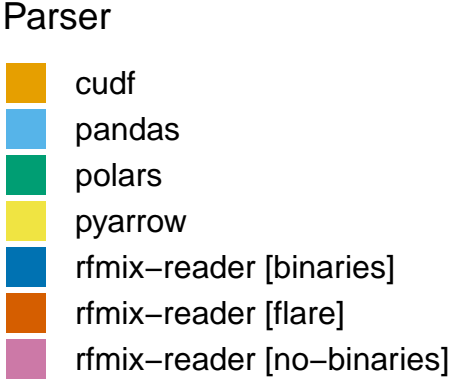 Parser
cudf
pandas
polars
pyarrow
rfmix−reader [binaries]
rfmix−reader [flare]
rfmix−reader [no−binaries]